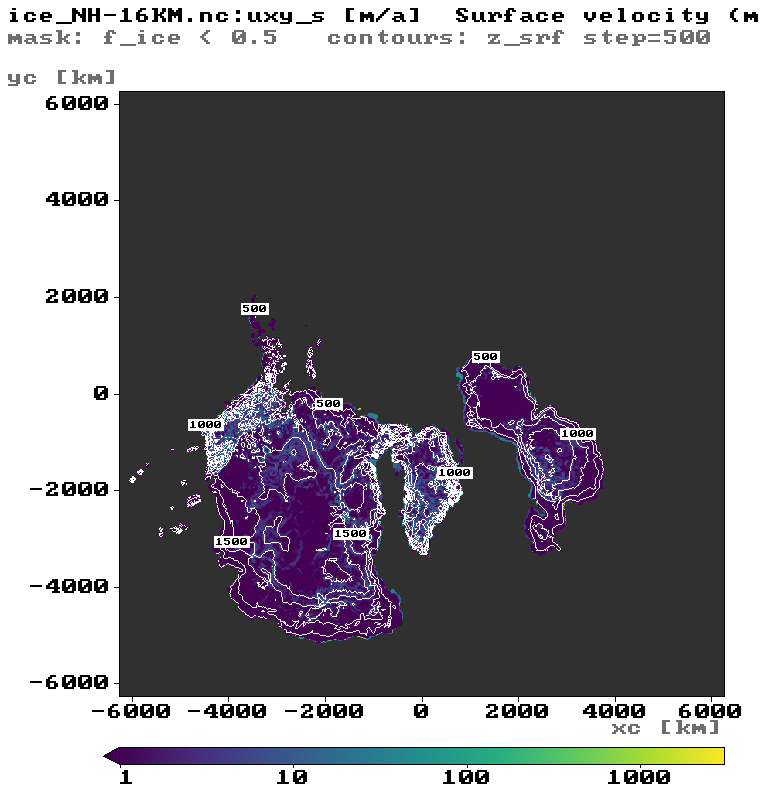 ice_NH-16KM.nc:uxy_s [m/a]  Surface velocity (m
mask: f_ice < 0.5   contours: z_srf step=500
yc [km]
6000
4000
2000
0
-2000
-4000
-6000
500
500
500
1000
1000
1000
1500
1500
-6000 -4000 -2000 0 2000 4000 6000
xc [km]
1 10 100 1000